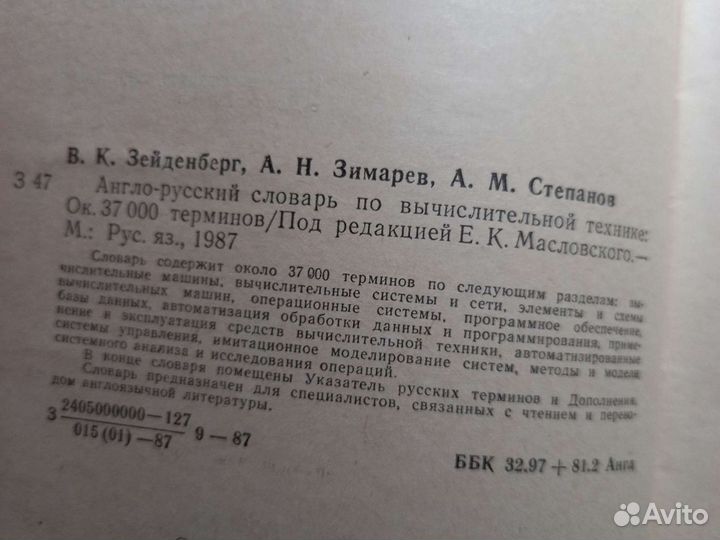 В. К. Зейденберг, А. Н. Зимарев, А. М. Степанов
З 47 Англо-русский словарь по вычислительной технике:
Ок. 37 000 терминов/Под редакцией Е. К. Масловского.—
М.: Рус. яз., 1987
Словарь содержит около 37 000 терминов по следующим разделам: вы-
числительные машины, вычислительные системы и сети, элементы и схемы
вычислительных машин, операционные системы, программное обеспечение,
базы данных, автоматизация обработки данных и программирования, приме-
нение и эксплуатация средств вычислительной техники, автоматизированные
системы управления, имитационное моделирование систем, методы и модели
системного анализа и исследования операций.
В конце словаря помещены Указатель русских терминов и Дополнения.
Словарь предназначен для специалистов, связанных с чтением и перево-
дом англоязычной литературы.
З 2405000000—127
015(01)—87 9—87
ББК 32.97+81.2 Англ
Avito